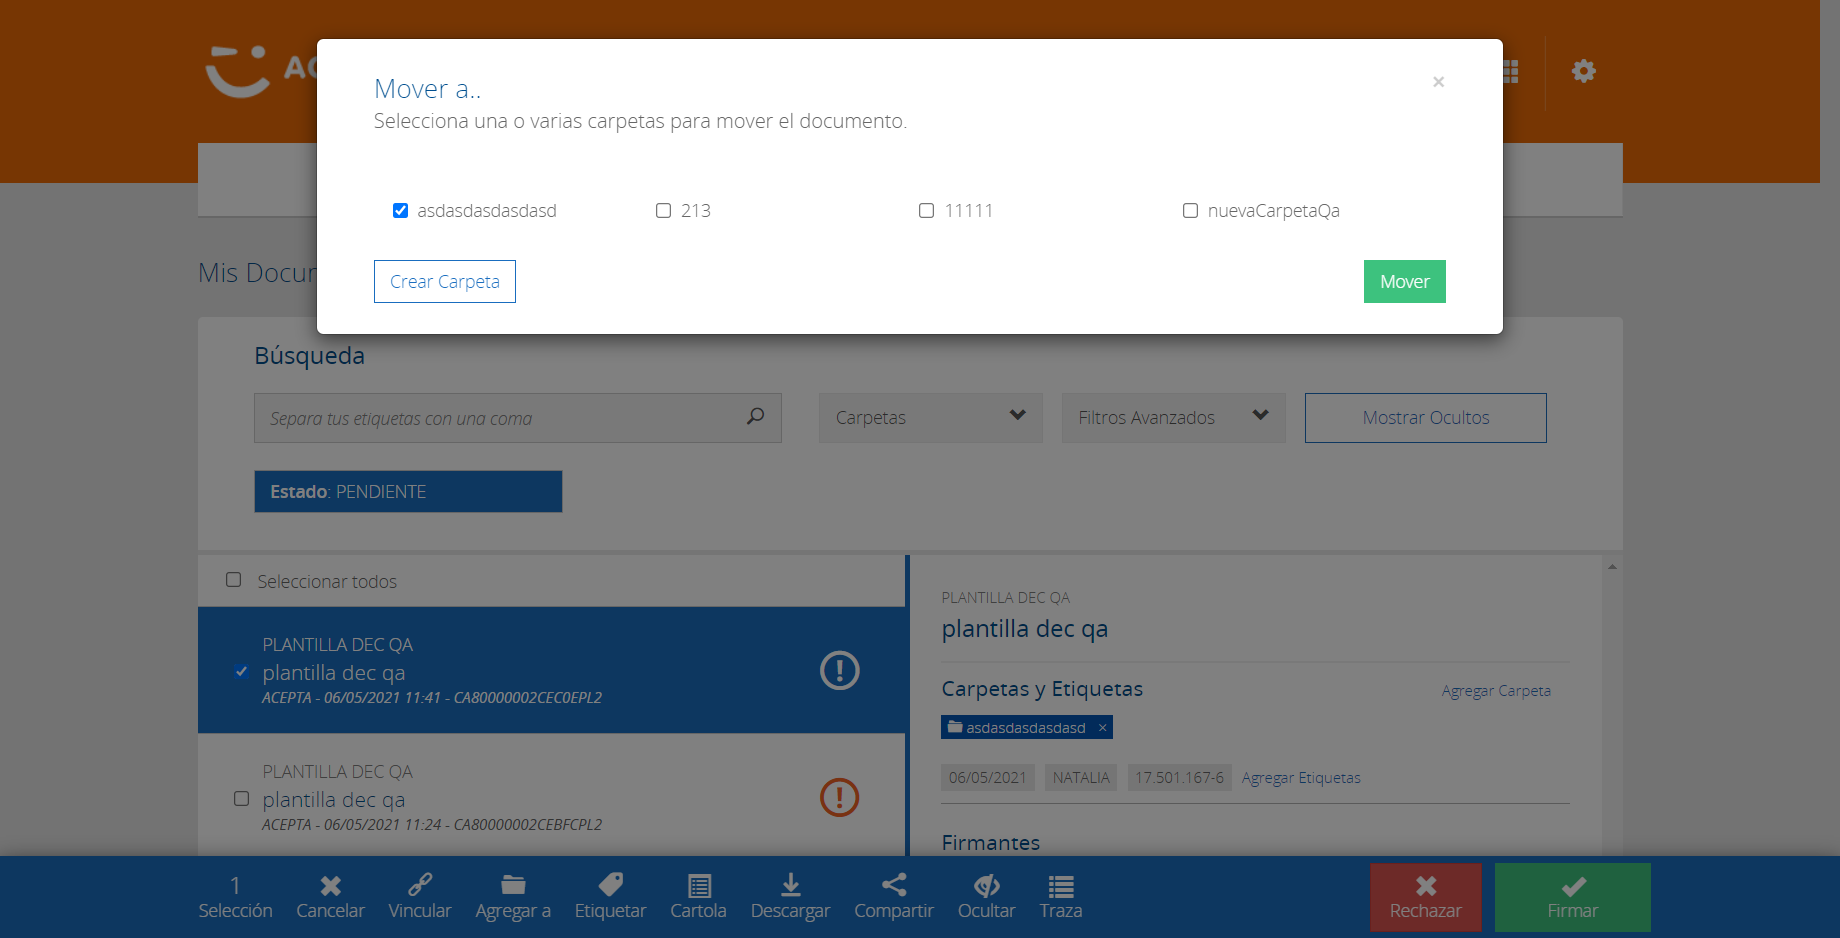 Mover a..
Selecciona una o varias carpetas para mover el documento.
asdasdasdasdasd
213
11111
nuevaCarpetaQa
Crear Carpeta
Mover
Búsqueda
Separa tus etiquetas con una coma
Carpetas
Filtros Avanzados
Mostrar Ocultos
Estado: PENDIENTE
Seleccionar todos
PLANTILLA DEC QA
plantilla dec qa
ACEPTA - 06/05/2021 11:41 - CA80000002CEC0EPL2
PLANTILLA DEC QA
plantilla dec qa
ACEPTA - 06/05/2021 11:24 - CA80000002CEBFCPL2
PLANTILLA DEC QA
plantilla dec qa
Carpetas y Etiquetas
Agregar Carpeta
asdasdasdasdasd ×
06/05/2021
NATALIA
17.501.167-6
Agregar Etiquetas
Firmantes
1
Selección
Cancelar
Vincular
Agregar a
Etiquetar
Cartola
Descargar
Compartir
Ocultar
Traza
Rechazar
Firmar